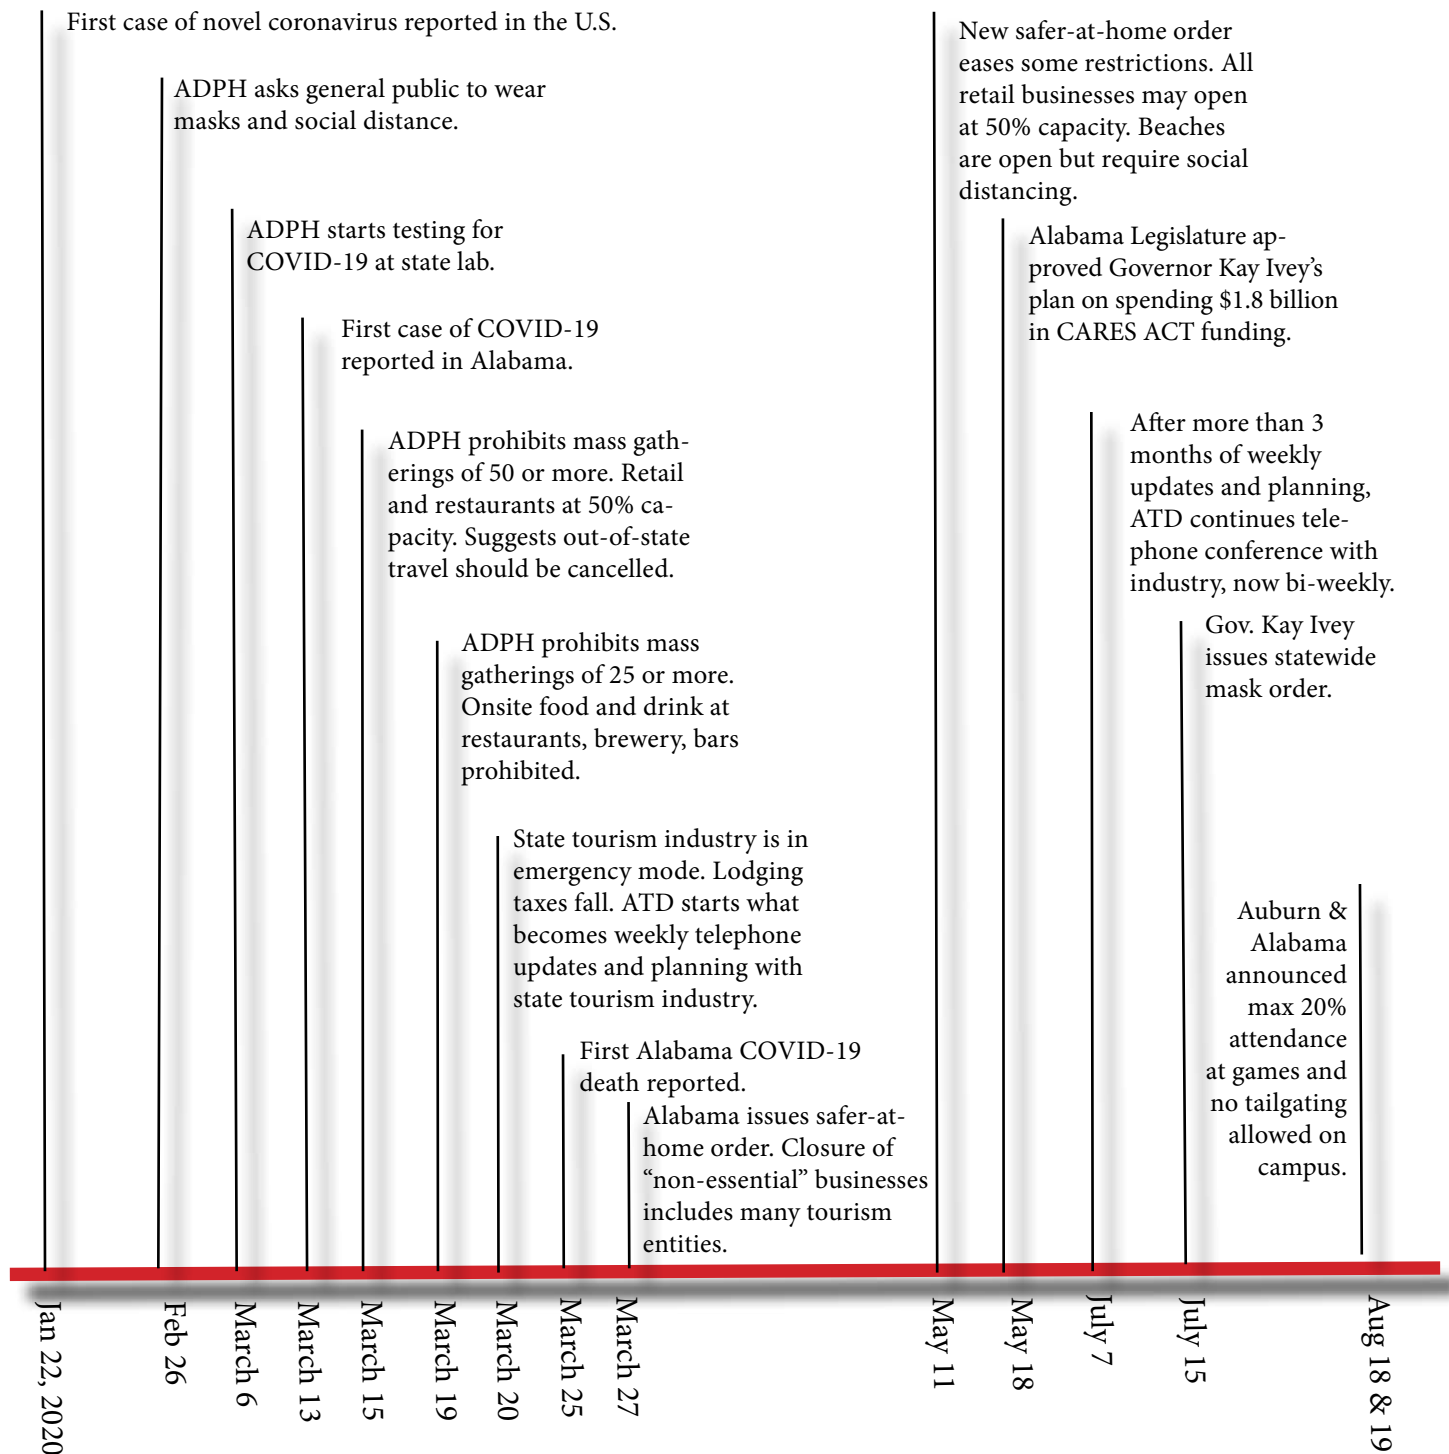 First case of novel coronavirus reported in the U.S.
ADPH asks general public to wear
masks and social distance.
ADPH starts testing for
COVID-19 at state lab.
First case of COVID-19
reported in Alabama.
ADPH prohibits mass gath-
erings of 50 or more. Retail
and restaurants at 50% ca-
pacity. Suggests out-of-state
travel should be cancelled.
ADPH prohibits mass
gatherings of 25 or more.
Onsite food and drink at
restaurants, brewery, bars
prohibited.
State tourism industry is in
emergency mode. Lodging
taxes fall. ATD starts what
becomes weekly telephone
updates and planning with
state tourism industry.
First Alabama COVID-19
death reported.
Alabama issues safer-at-
home order. Closure of
“non-essential” businesses
includes many tourism
entities.
New safer-at-home order
eases some restrictions. All
retail businesses may open
at 50% capacity. Beaches
are open but require social
distancing.
Alabama Legislature ap-
proved Governor Kay Ivey’s
plan on spending $1.8 billion
in CARES ACT funding.
After more than 3
months of weekly
updates and planning,
ATD continues tele-
phone conference with
industry, now bi-weekly.
Gov. Kay Ivey
issues statewide
mask order.
Auburn &
Alabama
announced
max 20%
attendance
at games and
no tailgating
allowed on
campus.
Jan 22, 2020
Feb 26
March 6
March 13
March 15
March 19
March 20
March 25
March 27
May 11
May 18
July 7
July 15
Aug 18 & 19